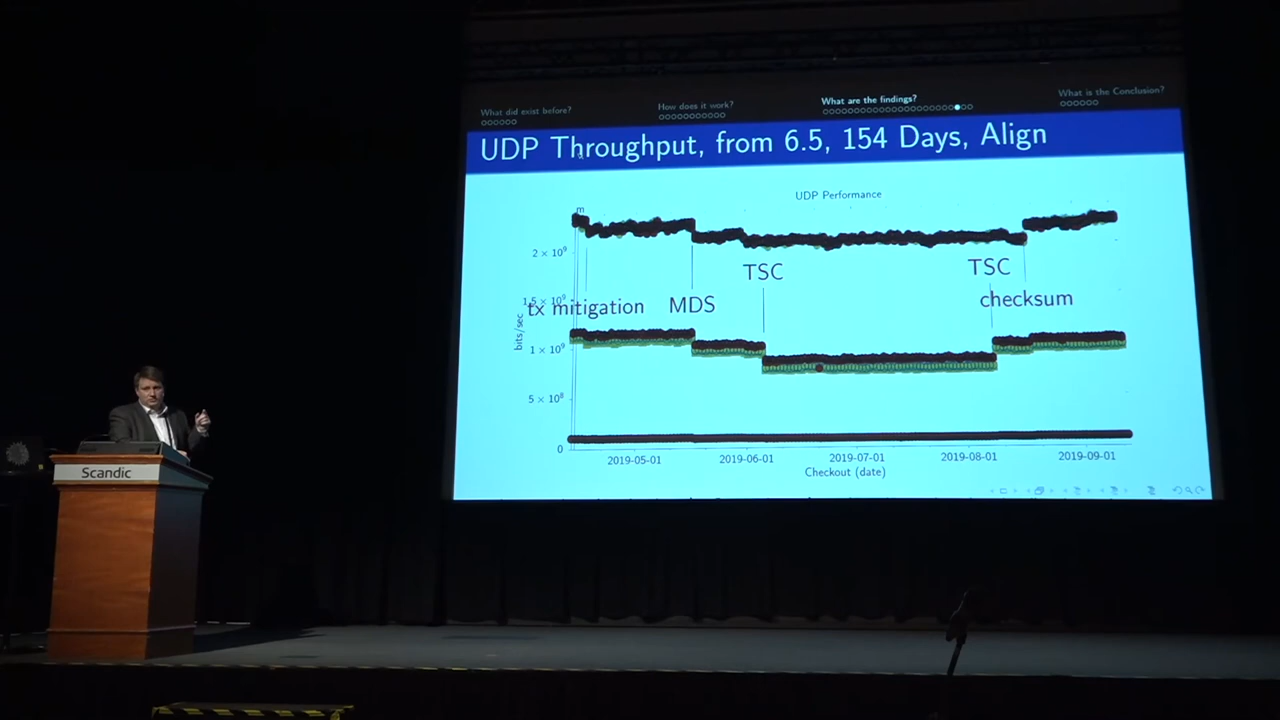 What did exist before?
How does it work?
What are the findings?
What is the Conclusion?
UDP Throughput, from 6.5, 154 Days, Align
UDP Performance
m
2 × 10⁹
TSC
TSC
tx mitigation
MDS
checksum
bits/sec
1 × 10⁹
5 × 10⁸
0
2019-05-01
2019-06-01
2019-07-01
2019-08-01
2019-09-01
Checkout (date)
Scandic